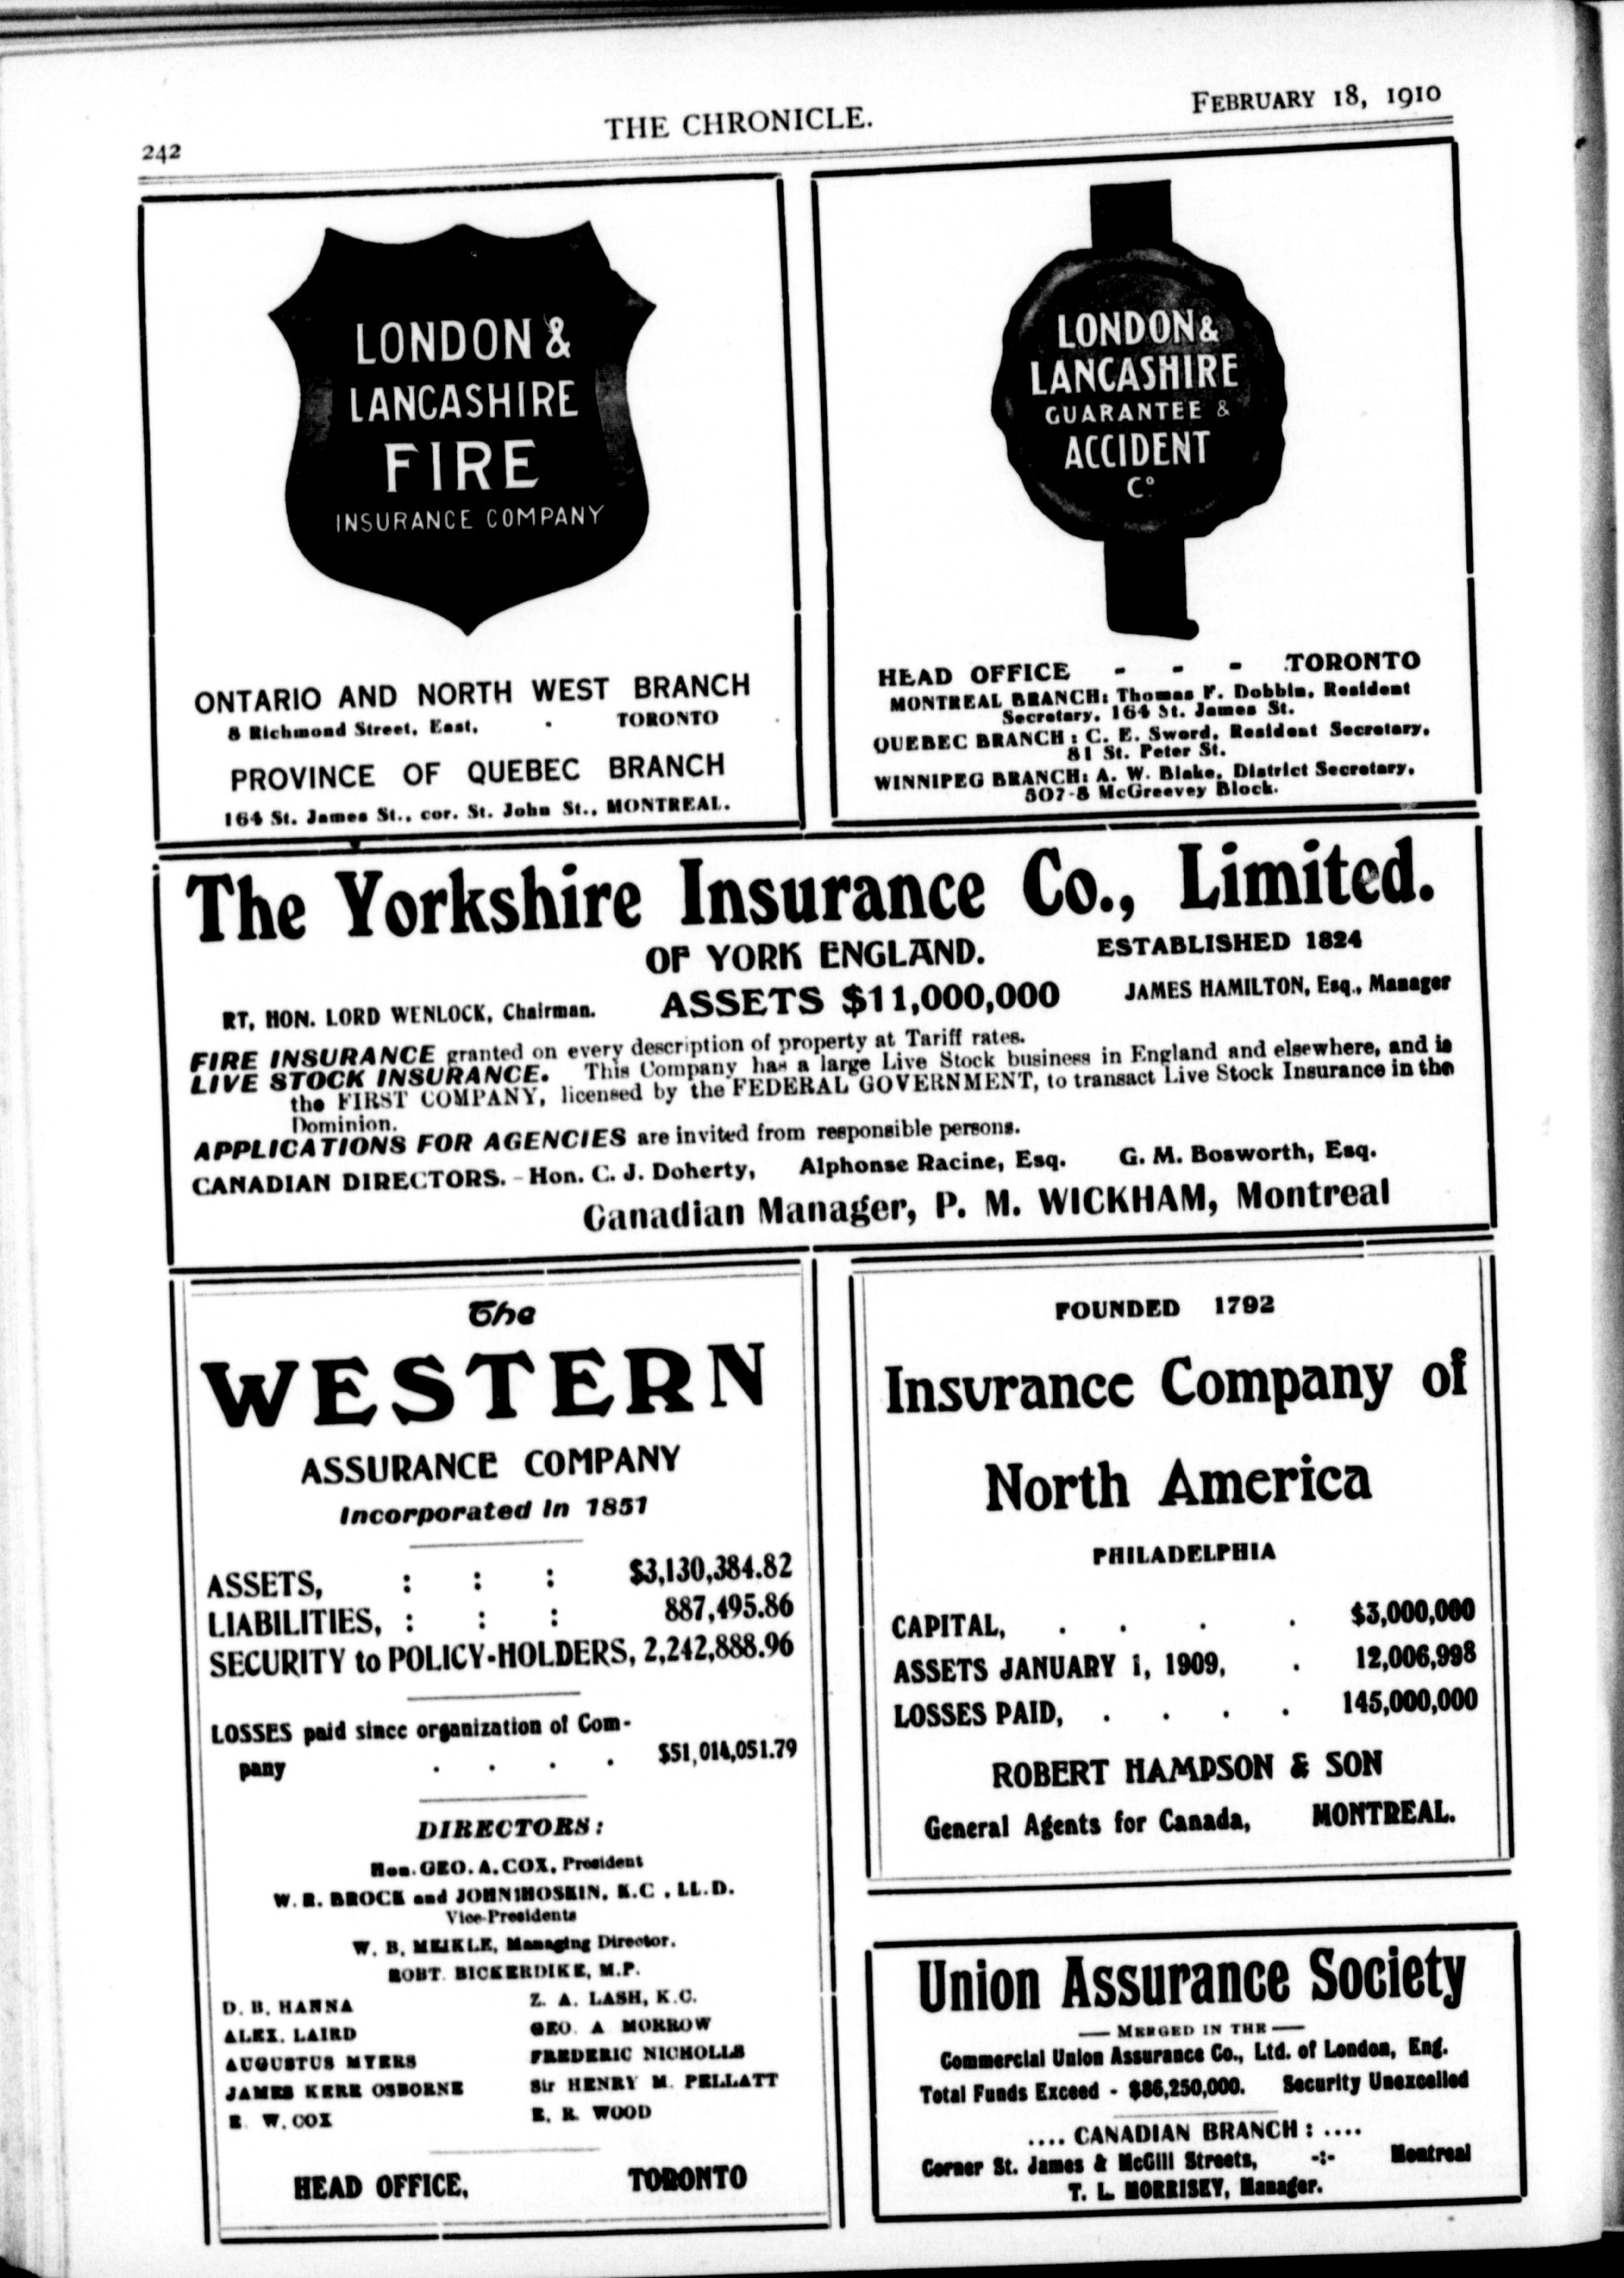 242
THE CHRONICLE.
FEBRUARY 18, 1910
LONDON &
LANCASHIRE
FIRE
INSURANCE COMPANY
ONTARIO AND NORTH WEST BRANCH
8 Richmond Street, East, - TORONTO
PROVINCE OF QUEBEC BRANCH
164 St. James St., cor. St. John St., MONTREAL.
LONDON &
LANCASHIRE
GUARANTEE &
ACCIDENT
Co.
HEAD OFFICE - - - TORONTO
MONTREAL BRANCH: Thomas F. Dobbin, Resident
Secretary, 164 St. James St.
QUEBEC BRANCH: C. E. Sword, Resident Secretary,
81 St. Peter St.
WINNIPEG BRANCH: A. W. Blake, District Secretary,
507-8 McGreevey Block.
The Yorkshire Insurance Co., Limited.
OF YORK ENGLAND. ESTABLISHED 1824
RT, HON. LORD WENLOCK, Chairman. ASSETS $11,000,000 JAMES HAMILTON, Esq., Manager
FIRE INSURANCE granted on every description of property at Tariff rates.
LIVE STOCK INSURANCE. This Company has a large Live Stock business in England and elsewhere, and is
the FIRST COMPANY, licensed by the FEDERAL GOVERNMENT, to transact Live Stock Insurance in the
Dominion.
APPLICATIONS FOR AGENCIES are invited from responsible persons.
CANADIAN DIRECTORS. - Hon. C. J. Doherty, Alphonse Racine, Esq. G. M. Bosworth, Esq.
Canadian Manager, P. M. WICKHAM, Montreal
The
WESTERN
ASSURANCE COMPANY
Incorporated in 1851
ASSETS, : : : $3,130,384.82
LIABILITIES, : : : 887,495.86
SECURITY to POLICY-HOLDERS, 2,242,888.96
LOSSES paid since organization of Com-
pany . . . . $51,014,051.79
DIRECTORS:
Hon. GEO. A. COX, President
W. R. BROCK and JOHN HOSKIN, K.C., LL.D.
Vice-Presidents
W. B. MEIKLE, Managing Director.
ROBT. BICKERDIKE, M.P.
D. B. HANNA Z. A. LASH, K.C.
ALEX. LAIRD GEO. A MORROW
AUGUSTUS MYERS FREDERIC NICHOLLS
JAMES KERR OSBORNE Sir HENRY M. PELLATT
E. W. COX E. R. WOOD
HEAD OFFICE, TORONTO
FOUNDED 1792
Insurance Company of
North America
PHILADELPHIA
CAPITAL, . . . . $3,000,000
ASSETS JANUARY 1, 1909, . 12,006,998
LOSSES PAID, . . . . 145,000,000
ROBERT HAMPSON & SON
General Agents for Canada, MONTREAL.
Union Assurance Society
— MERGED IN THE —
Commercial Union Assurance Co., Ltd. of London, Eng.
Total Funds Exceed - $86,250,000. Security Unexcelled
.... CANADIAN BRANCH: ....
Corner St. James & McGill Streets, -:- Montreal
T. L. MORRISEY, Manager.